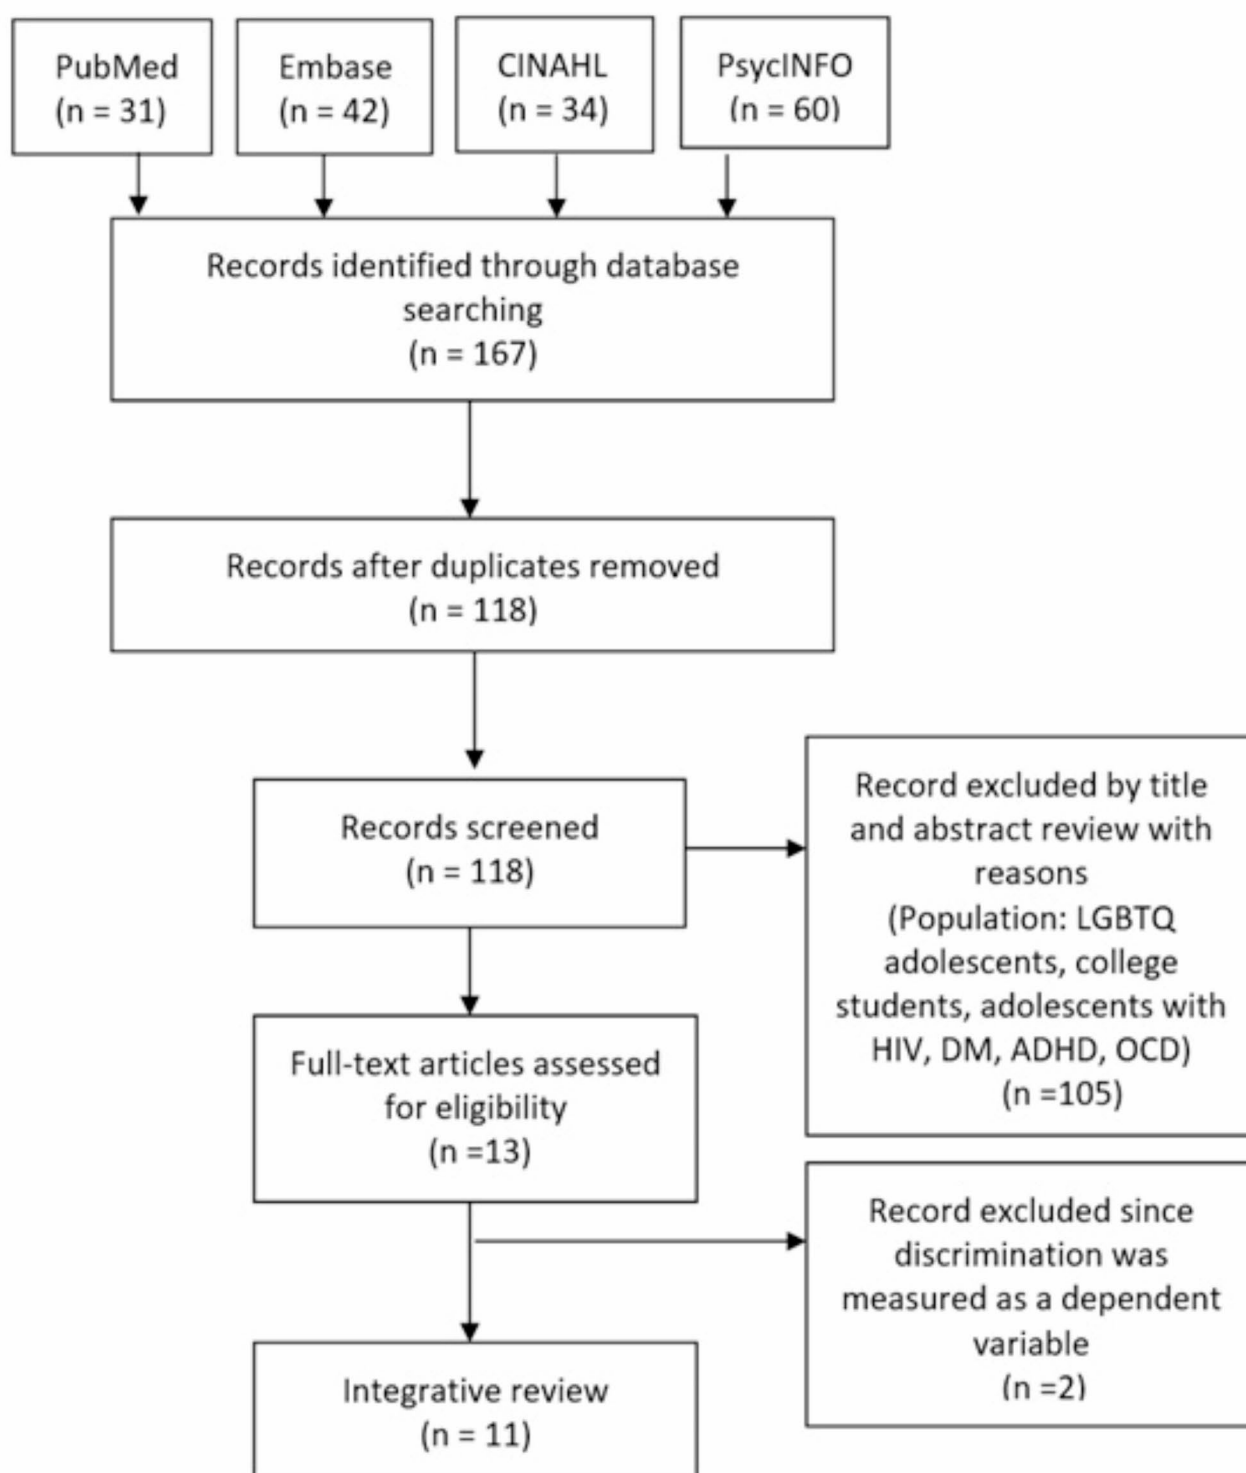 PubMed
(n = 31)
Embase
(n = 42)
CINAHL
(n = 34)
PsycINFO
(n = 60)
Records identified through database
searching
(n = 167)
Records after duplicates removed
(n = 118)
Records screened
(n = 118)
Record excluded by title
and abstract review with
reasons
(Population: LGBTQ
adolescents, college
students, adolescents with
HIV, DM, ADHD, OCD)
(n =105)
Full-text articles assessed
for eligibility
(n =13)
Record excluded since
discrimination was
measured as a dependent
variable
(n =2)
Integrative review
(n = 11)